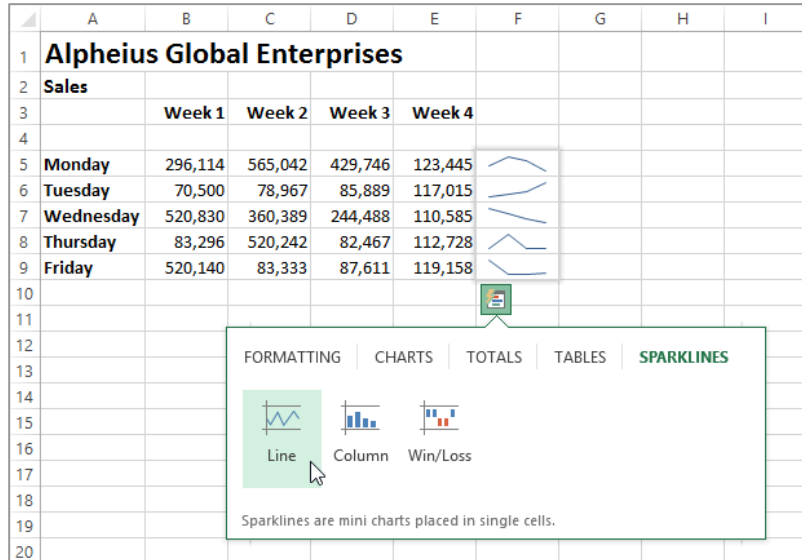 A B C D E F G H I
1 Alpheius Global Enterprises
2 Sales
3 Week 1 Week 2 Week 3 Week 4
4
5 Monday 296,114 565,042 429,746 123,445
6 Tuesday 70,500 78,967 85,889 117,015
7 Wednesday 520,830 360,389 244,488 110,585
8 Thursday 83,296 520,242 82,467 112,728
9 Friday 520,140 83,333 87,611 119,158
10
11
12
FORMATTING CHARTS TOTALS TABLES SPARKLINES
13
14
15
16
Line Column Win/Loss
17
18
19
Sparklines are mini charts placed in single cells.
20